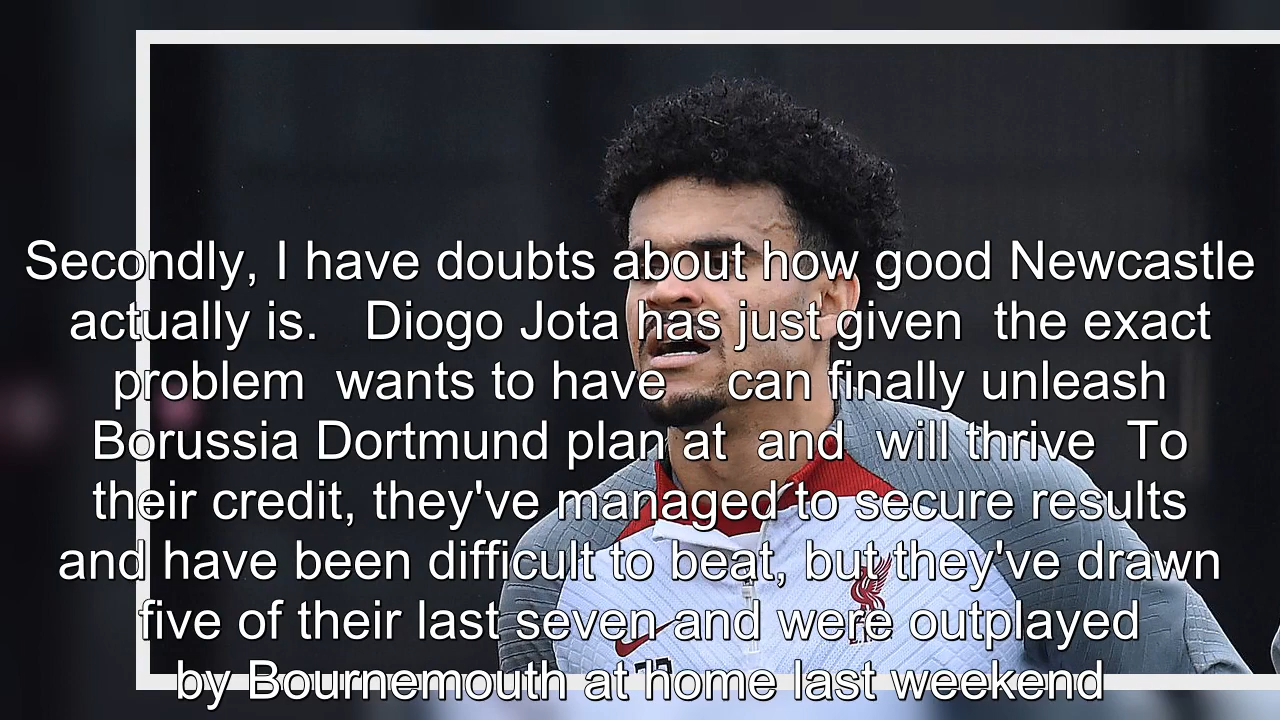 Secondly, I have doubts about how good Newcastle
actually is. Diogo Jota has just given the exact
problem wants to have can finally unleash
Borussia Dortmund plan at and will thrive To
their credit, they've managed to secure results
and have been difficult to beat, but they've drawn
five of their last seven and were outplayed
by Bournemouth at home last weekend